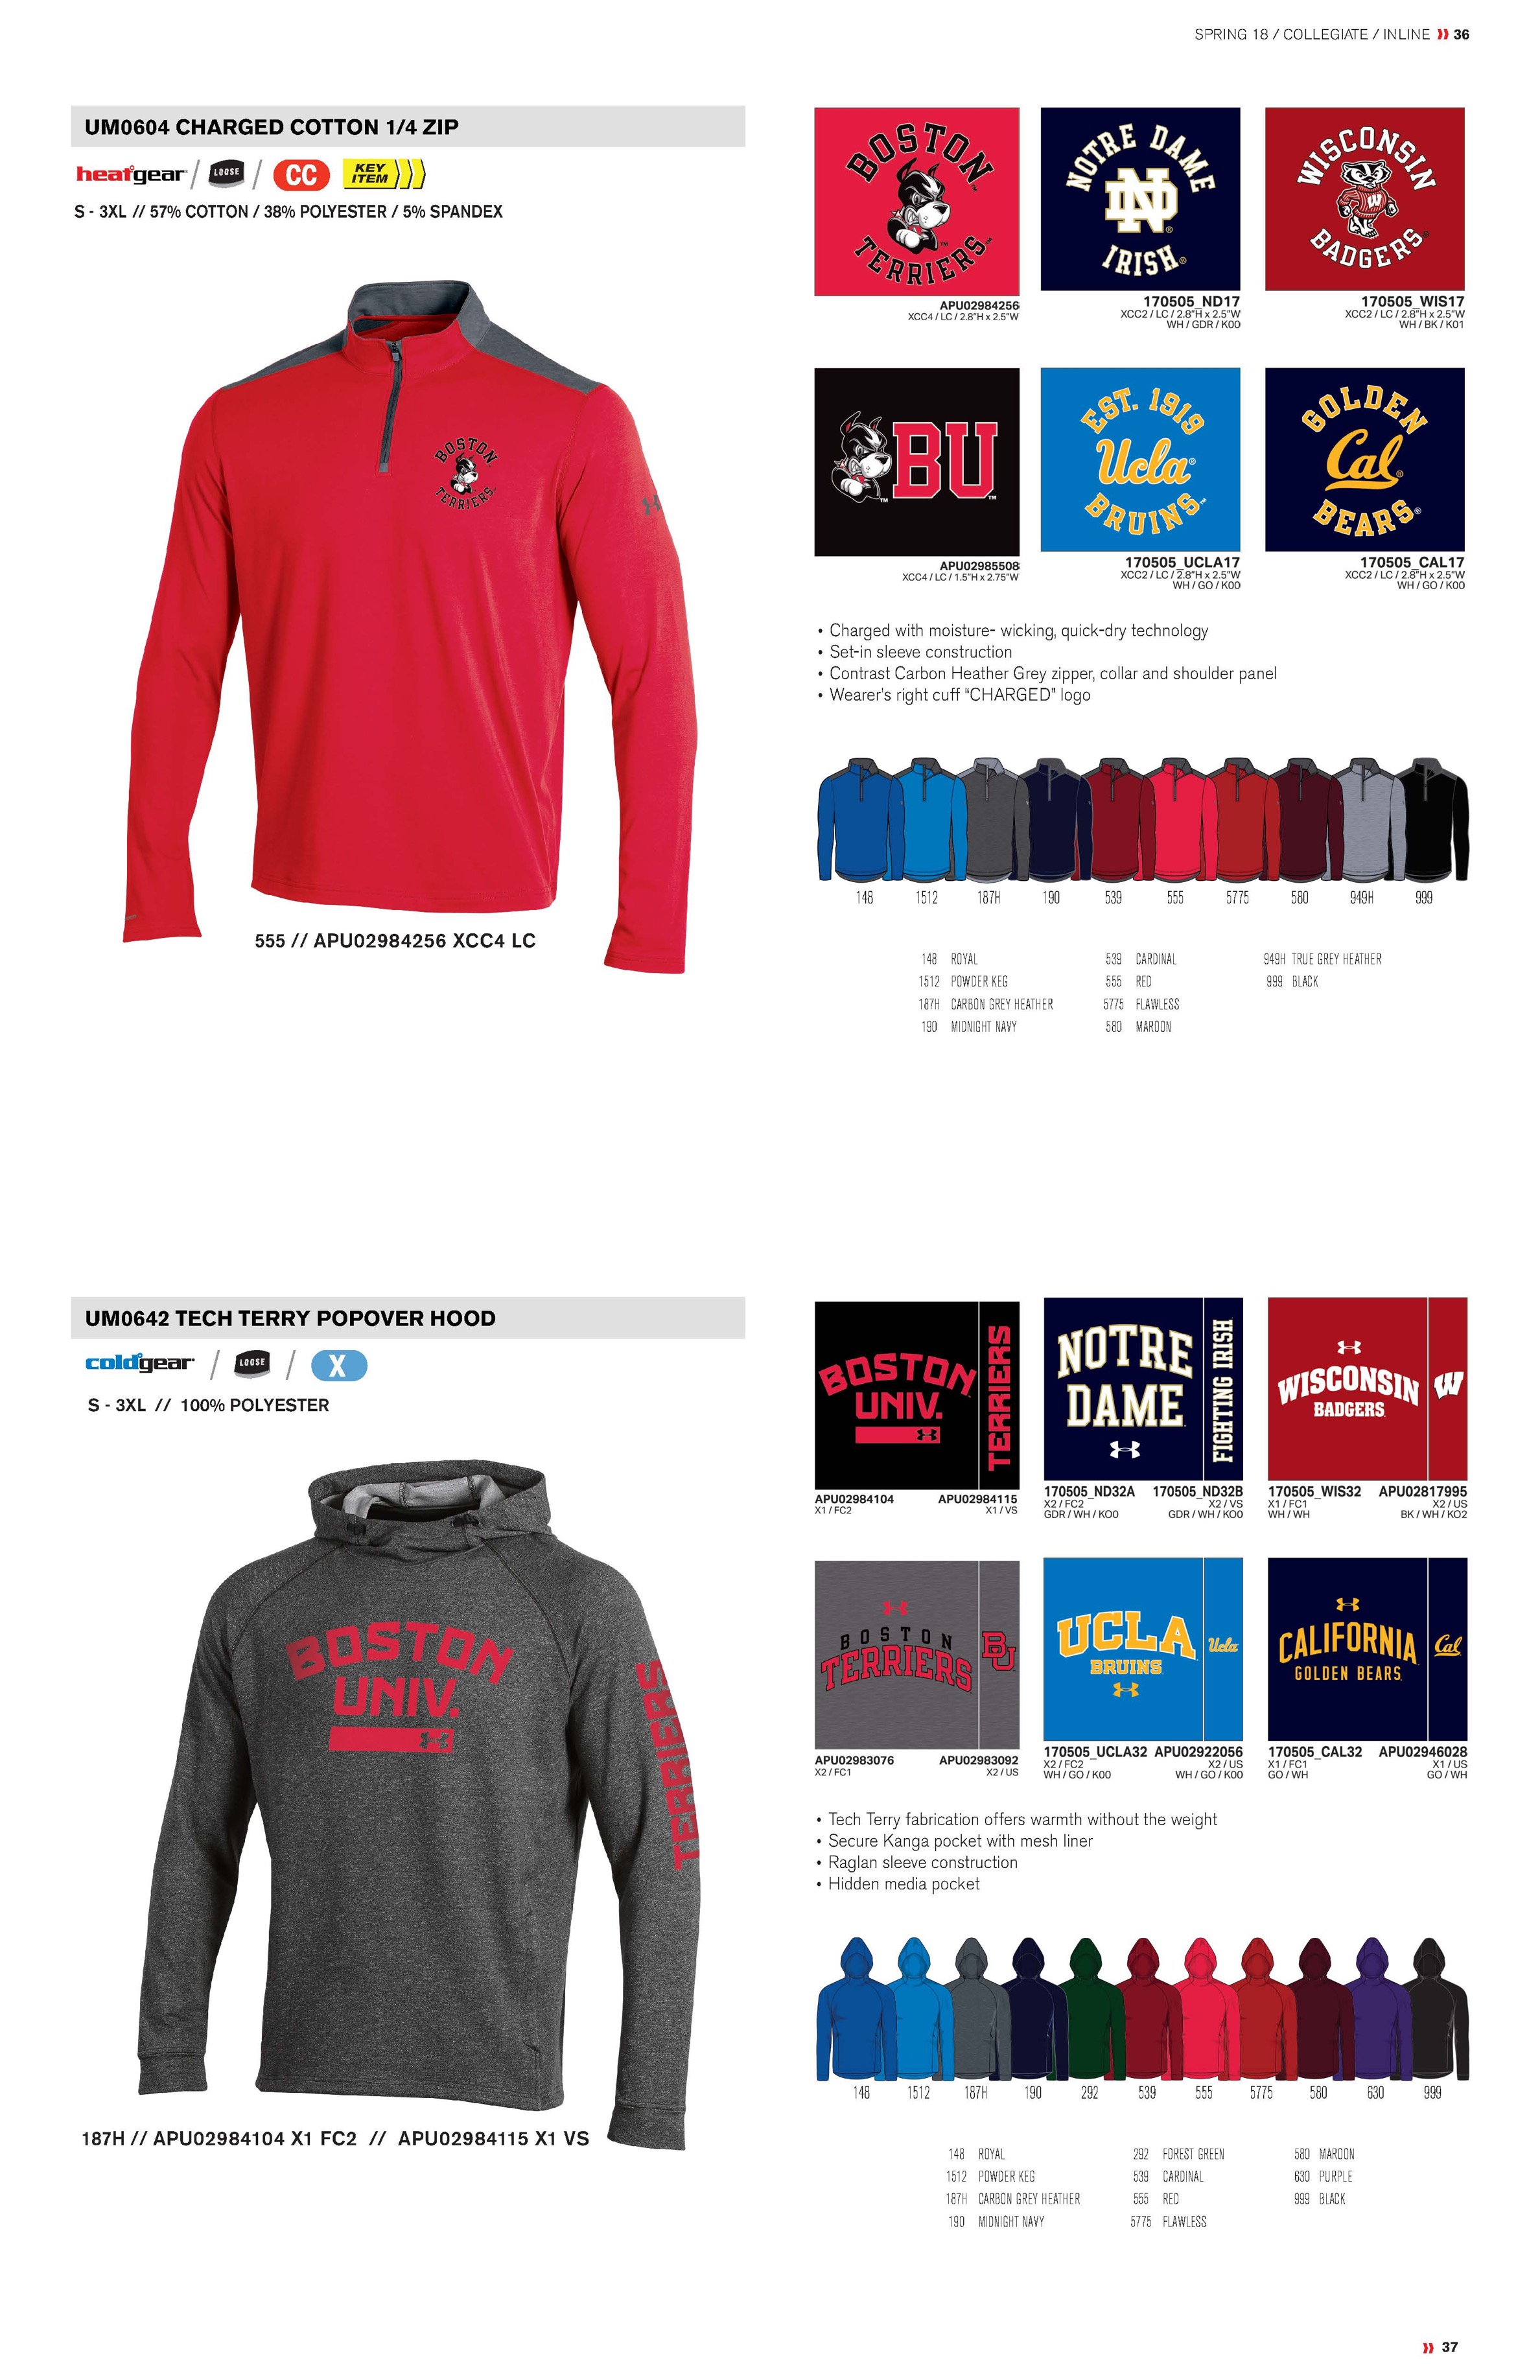 SPRING 18 / COLLEGIATE / INLINE 36
UM0604 CHARGED COTTON 1/4 ZIP
heatgear / LOOSE / CC KEY ITEM
S - 3XL // 57% COTTON / 38% POLYESTER / 5% SPANDEX
BOSTON
TERRIERS™
555 // APU02984256 XCC4 LC
BOSTON™
TERRIERS™
APU02984256
XCC4 / LC / 2.8"H x 2.5"W
NOTRE DAME
ND®
IRISH®
170505_ND17
XCC2 / LC / 2.8"H x 2.5"W
WH / GDR / K00
WISCONSIN
W
BADGERS®
170505_WIS17
XCC2 / LC / 2.8"H x 2.5"W
WH / BK / K01
BU™
APU02985508
XCC4 / LC / 1.5"H x 2.75"W
EST. 1919
Ucla®
BRUINS™
170505_UCLA17
XCC2 / LC / 2.8"H x 2.5"W
WH / GO / K00
GOLDEN
Cal®
BEARS®
170505_CAL17
XCC2 / LC / 2.8"H x 2.5"W
WH / GO / K00
• Charged with moisture- wicking, quick-dry technology
• Set-in sleeve construction
• Contrast Carbon Heather Grey zipper, collar and shoulder panel
• Wearer's right cuff “CHARGED” logo
148 1512 187H 190 539 555 5775 580 949H 999
148 ROYAL
1512 POWDER KEG
187H CARBON GREY HEATHER
190 MIDNIGHT NAVY
539 CARDINAL
555 RED
5775 FLAWLESS
580 MAROON
949H TRUE GREY HEATHER
999 BLACK
UM0642 TECH TERRY POPOVER HOOD
coldgear / LOOSE / X
S - 3XL // 100% POLYESTER
BOSTON
UNIV.
TERRIERS
187H // APU02984104 X1 FC2 // APU02984115 X1 VS
BOSTON
UNIV.
TERRIERS
APU02984104 APU02984115
X1 / FC2 X1 / VS
NOTRE
DAME
FIGHTING IRISH
170505_ND32A 170505_ND32B
X2 / FC2 X2 / VS
GDR / WH / KO0 GDR / WH / KO0
WISCONSIN
BADGERS
W
170505_WIS32 APU02817995
X1 / FC1 X2 / US
WH / WH BK / WH / KO2
BOSTON
TERRIERS
BU
APU02983076 APU02983092
X2 / FC1 X2 / US
UCLA
BRUINS
Ucla
170505_UCLA32 APU02922056
X2 / FC2 X2 / US
WH / GO / K00 WH / GO / K00
CALIFORNIA
GOLDEN BEARS
Cal
170505_CAL32 APU02946028
X1 / FC1 X1 / US
GO / WH GO / WH
• Tech Terry fabrication offers warmth without the weight
• Secure Kanga pocket with mesh liner
• Raglan sleeve construction
• Hidden media pocket
148 1512 187H 190 292 539 555 5775 580 630 999
148 ROYAL
1512 POWDER KEG
187H CARBON GREY HEATHER
190 MIDNIGHT NAVY
292 FOREST GREEN
539 CARDINAL
555 RED
5775 FLAWLESS
580 MAROON
630 PURPLE
999 BLACK
37